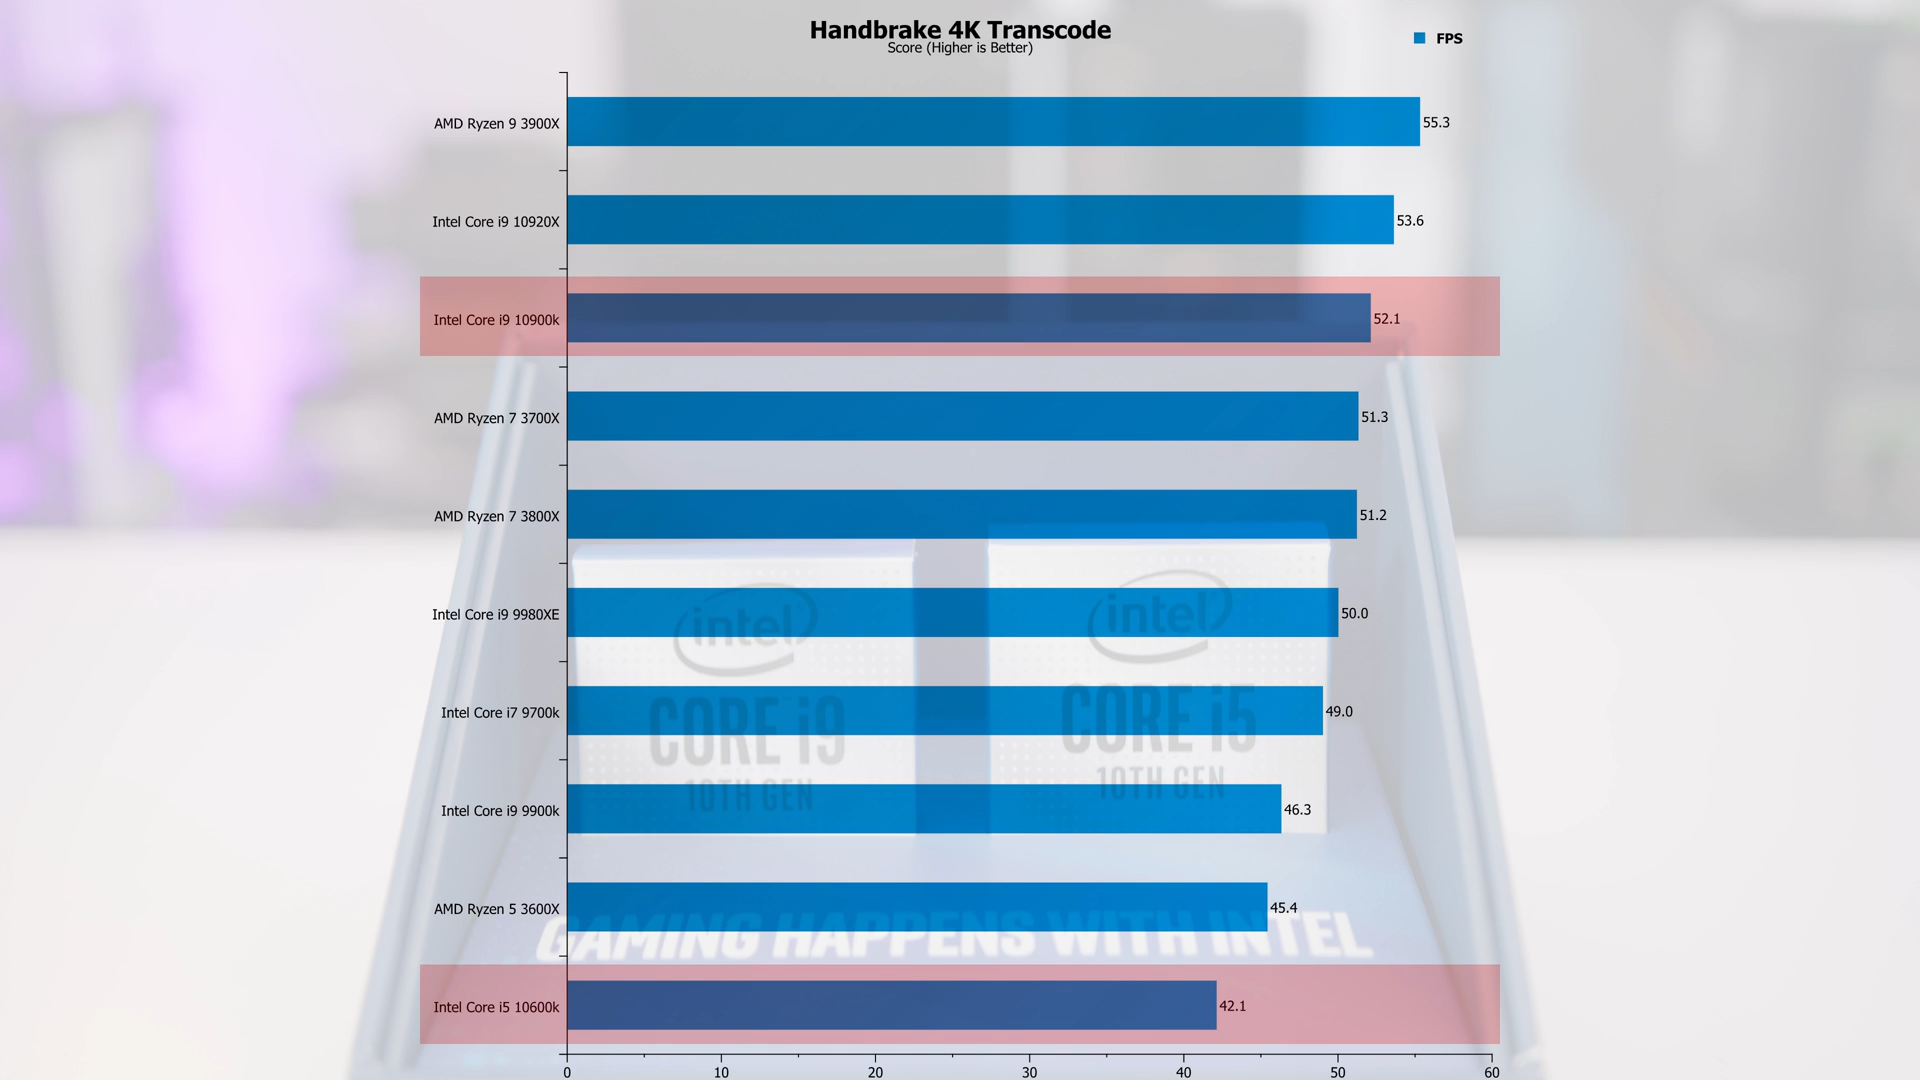 Handbrake 4K Transcode
Score (Higher is Better)
FPS
AMD Ryzen 9 3900X
55.3
Intel Core i9 10920X
53.6
Intel Core i9 10900k
52.1
AMD Ryzen 7 3700X
51.3
AMD Ryzen 7 3800X
51.2
Intel Core i9 9980XE
50.0
intel
intel
Intel Core i7 9700k
49.0
CORE i9
CORE i5
10TH GEN
10TH GEN
Intel Core i9 9900k
46.3
AMD Ryzen 5 3600X
45.4
GAMING HAPPENS WITH INTEL
Intel Core i5 10600k
42.1
0 10 20 30 40 50 60